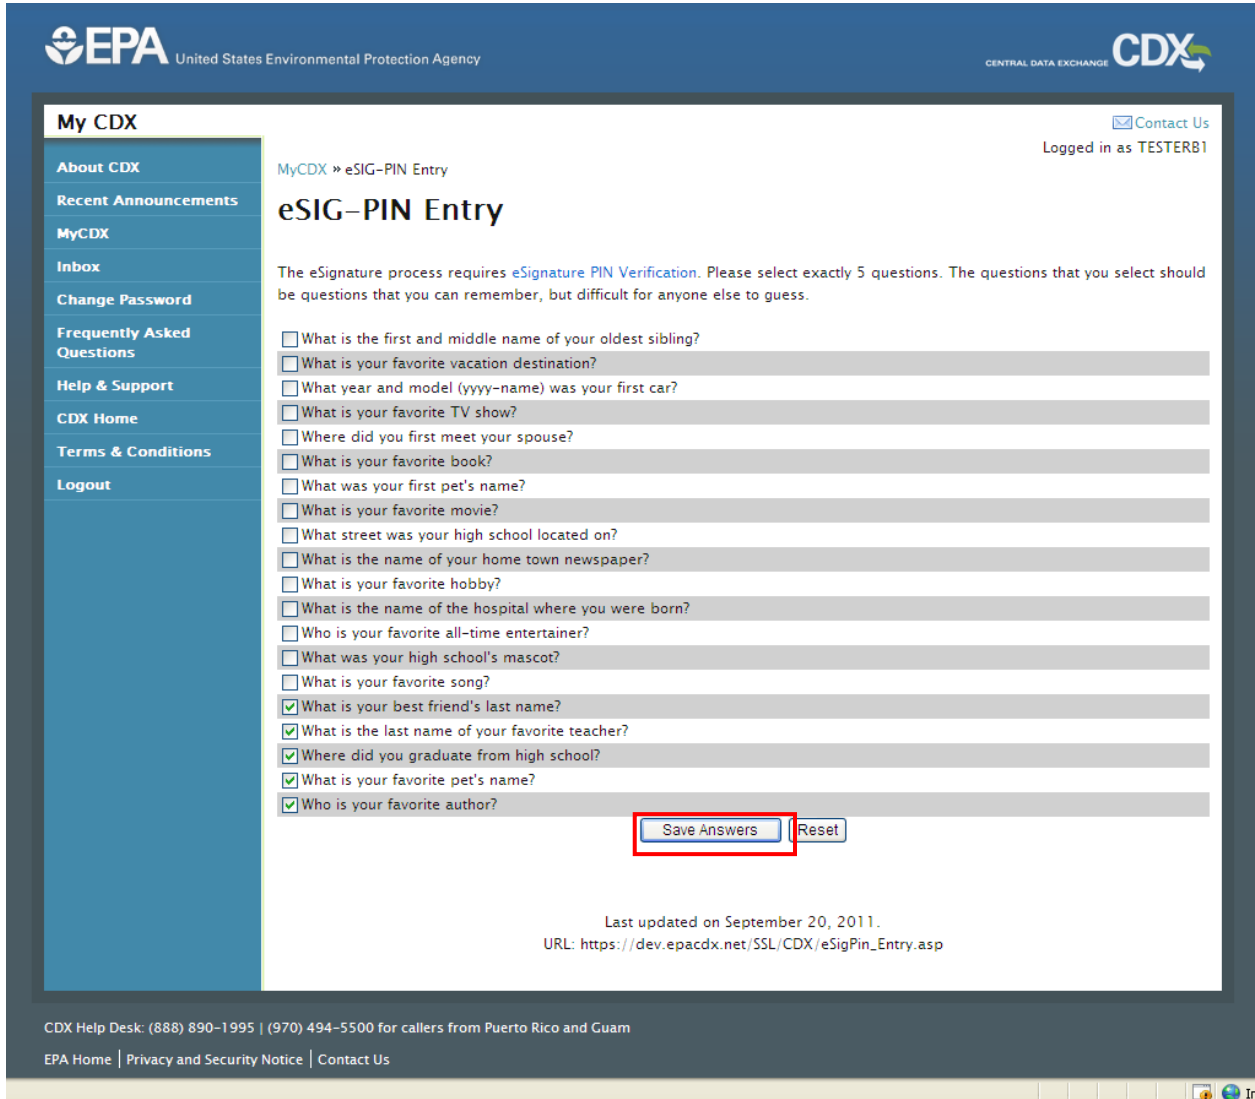 EPA United States Environmental Protection Agency
CENTRAL DATA EXCHANGE CDX
My CDX
Contact Us
Logged in as TESTERB1
About CDX
Recent Announcements
MyCDX
Inbox
Change Password
Frequently Asked
Questions
Help & Support
CDX Home
Terms & Conditions
Logout
MyCDX » eSIG-PIN Entry
eSIG-PIN Entry
The eSignature process requires eSignature PIN Verification. Please select exactly 5 questions. The questions that you select should
be questions that you can remember, but difficult for anyone else to guess.
What is the first and middle name of your oldest sibling?
What is your favorite vacation destination?
What year and model (yyyy-name) was your first car?
What is your favorite TV show?
Where did you first meet your spouse?
What is your favorite book?
What was your first pet's name?
What is your favorite movie?
What street was your high school located on?
What is the name of your home town newspaper?
What is your favorite hobby?
What is the name of the hospital where you were born?
Who is your favorite all-time entertainer?
What was your high school's mascot?
What is your favorite song?
What is your best friend's last name?
What is the last name of your favorite teacher?
Where did you graduate from high school?
What is your favorite pet's name?
Who is your favorite author?
Save Answers Reset
Last updated on September 20, 2011.
URL: https://dev.epacdx.net/SSL/CDX/eSigPin_Entry.asp
CDX Help Desk: (888) 890-1995 | (970) 494-5500 for callers from Puerto Rico and Guam
EPA Home | Privacy and Security Notice | Contact Us